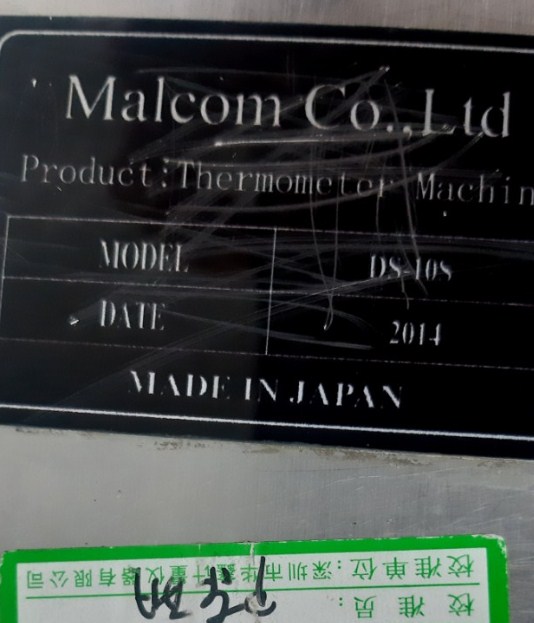 Malcom Co.,Ltd
Product:Thermometer Machin
MODEL DS-10S
DATE 2014
MADE IN JAPAN
校准员：
校准单位：深圳市华计量仪器有限公司